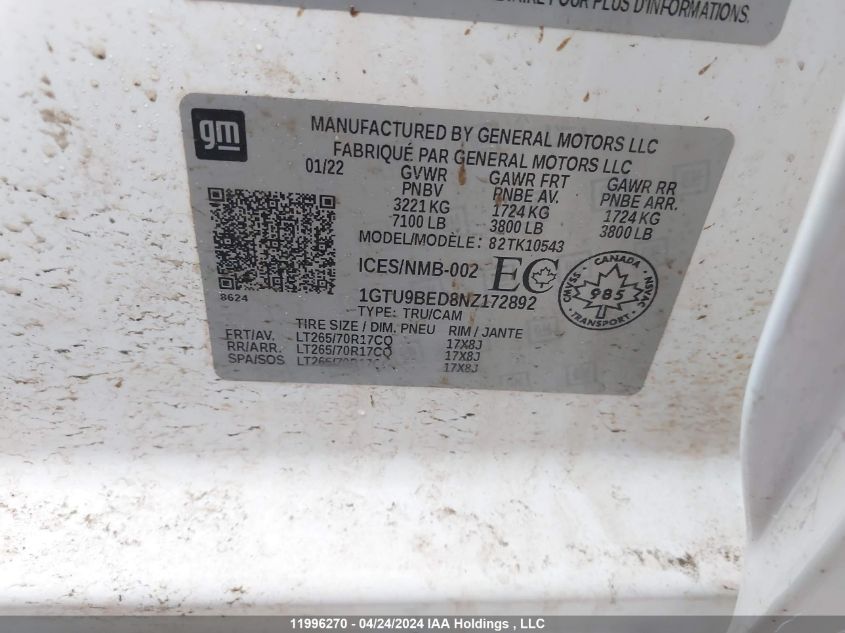 POUR PLUS D'INFORMATIONS.
gm
MANUFACTURED BY GENERAL MOTORS LLC
FABRIQUÉ PAR GENERAL MOTORS LLC
01/22 GVWR GAWR FRT GAWR RR
PNBV PNBE AV. PNBE ARR.
3221 KG 1724 KG 1724 KG
7100 LB 3800 LB 3800 LB
MODEL/MODÈLE: 82TK10543
ICES/NMB-002 EC
8624
1GTU9BED8NZ172892
TYPE: TRU/CAM
CANADA
CMVSS 985 NSVAC
TRANSPORT
TIRE SIZE / DIM. PNEU RIM / JANTE
FRT/AV. LT265/70R17CQ 17X8J
RR/ARR. LT265/70R17CQ 17X8J
SPA/SOS 17X8J
11996270 - 04/24/2024 IAA Holdings , LLC